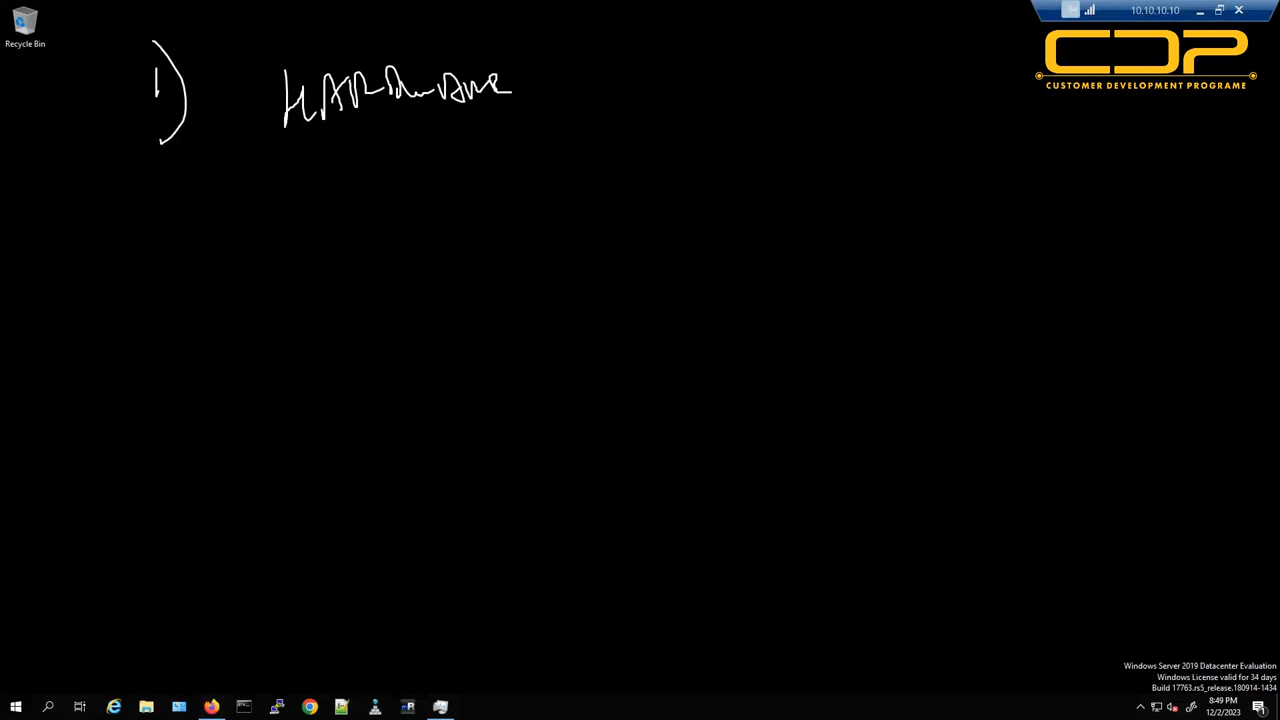 10.10.10.10
Recycle Bin
CDP
CUSTOMER DEVELOPMENT PROGRAME
1) HARDWARE
Windows Server 2019 Datacenter Evaluation
Windows License valid for 34 days
Build 17763.rs5_release.180914-1434
8:49 PM
12/2/2023